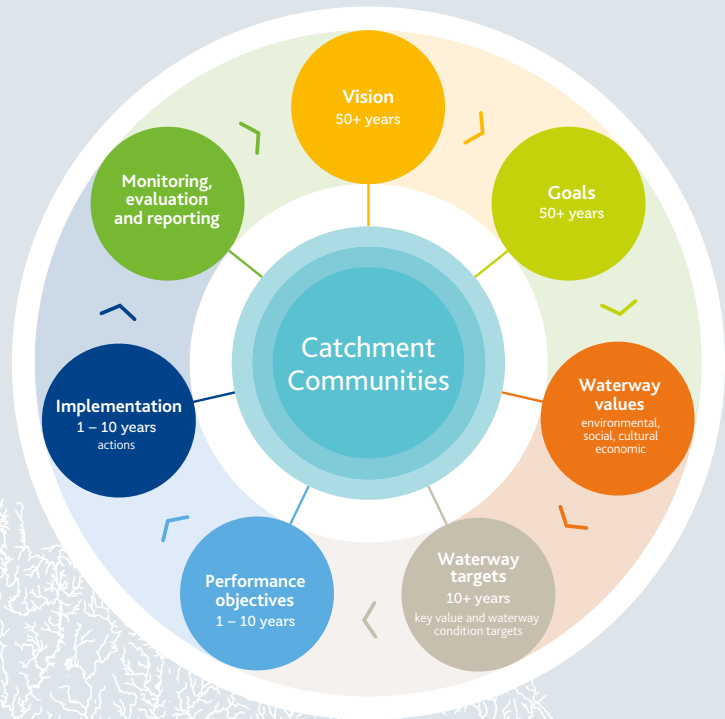 Vision
50+ years
Goals
50+ years
Waterway
values
environmental,
social, cultural
economic
Waterway
targets
10+ years
key value and waterway
condition targets
Performance
objectives
1 – 10 years
Implementation
1 – 10 years
actions
Monitoring,
evaluation
and reporting
Catchment
Communities